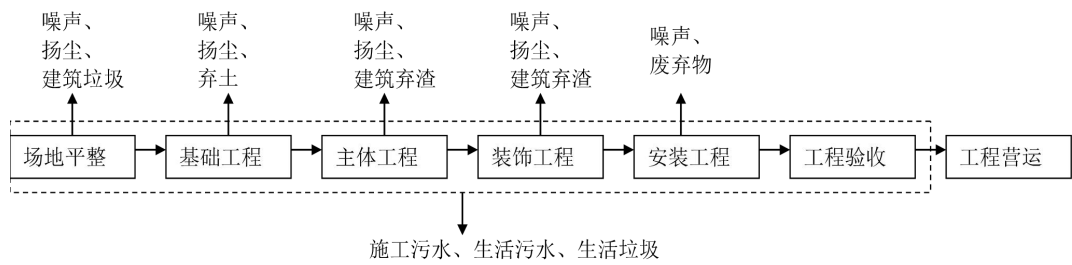 噪声、
扬尘、
建筑垃圾
噪声、
扬尘、
弃土
噪声、
扬尘、
建筑弃渣
噪声、
扬尘、
建筑弃渣
噪声、
废弃物
场地平整
基础工程
主体工程
装饰工程
安装工程
工程验收
工程营运
施工污水、生活污水、生活垃圾